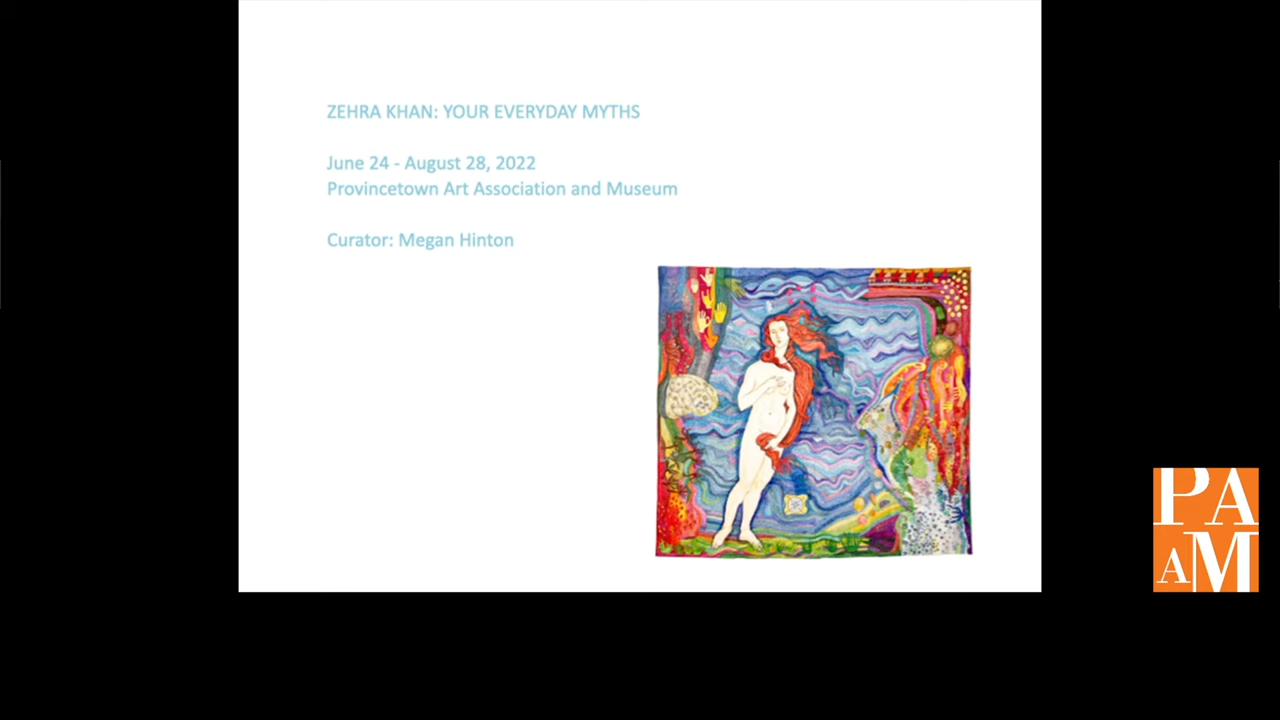 ZEHRA KHAN: YOUR EVERYDAY MYTHS
June 24 - August 28, 2022
Provincetown Art Association and Museum
Curator: Megan Hinton
PA
AM